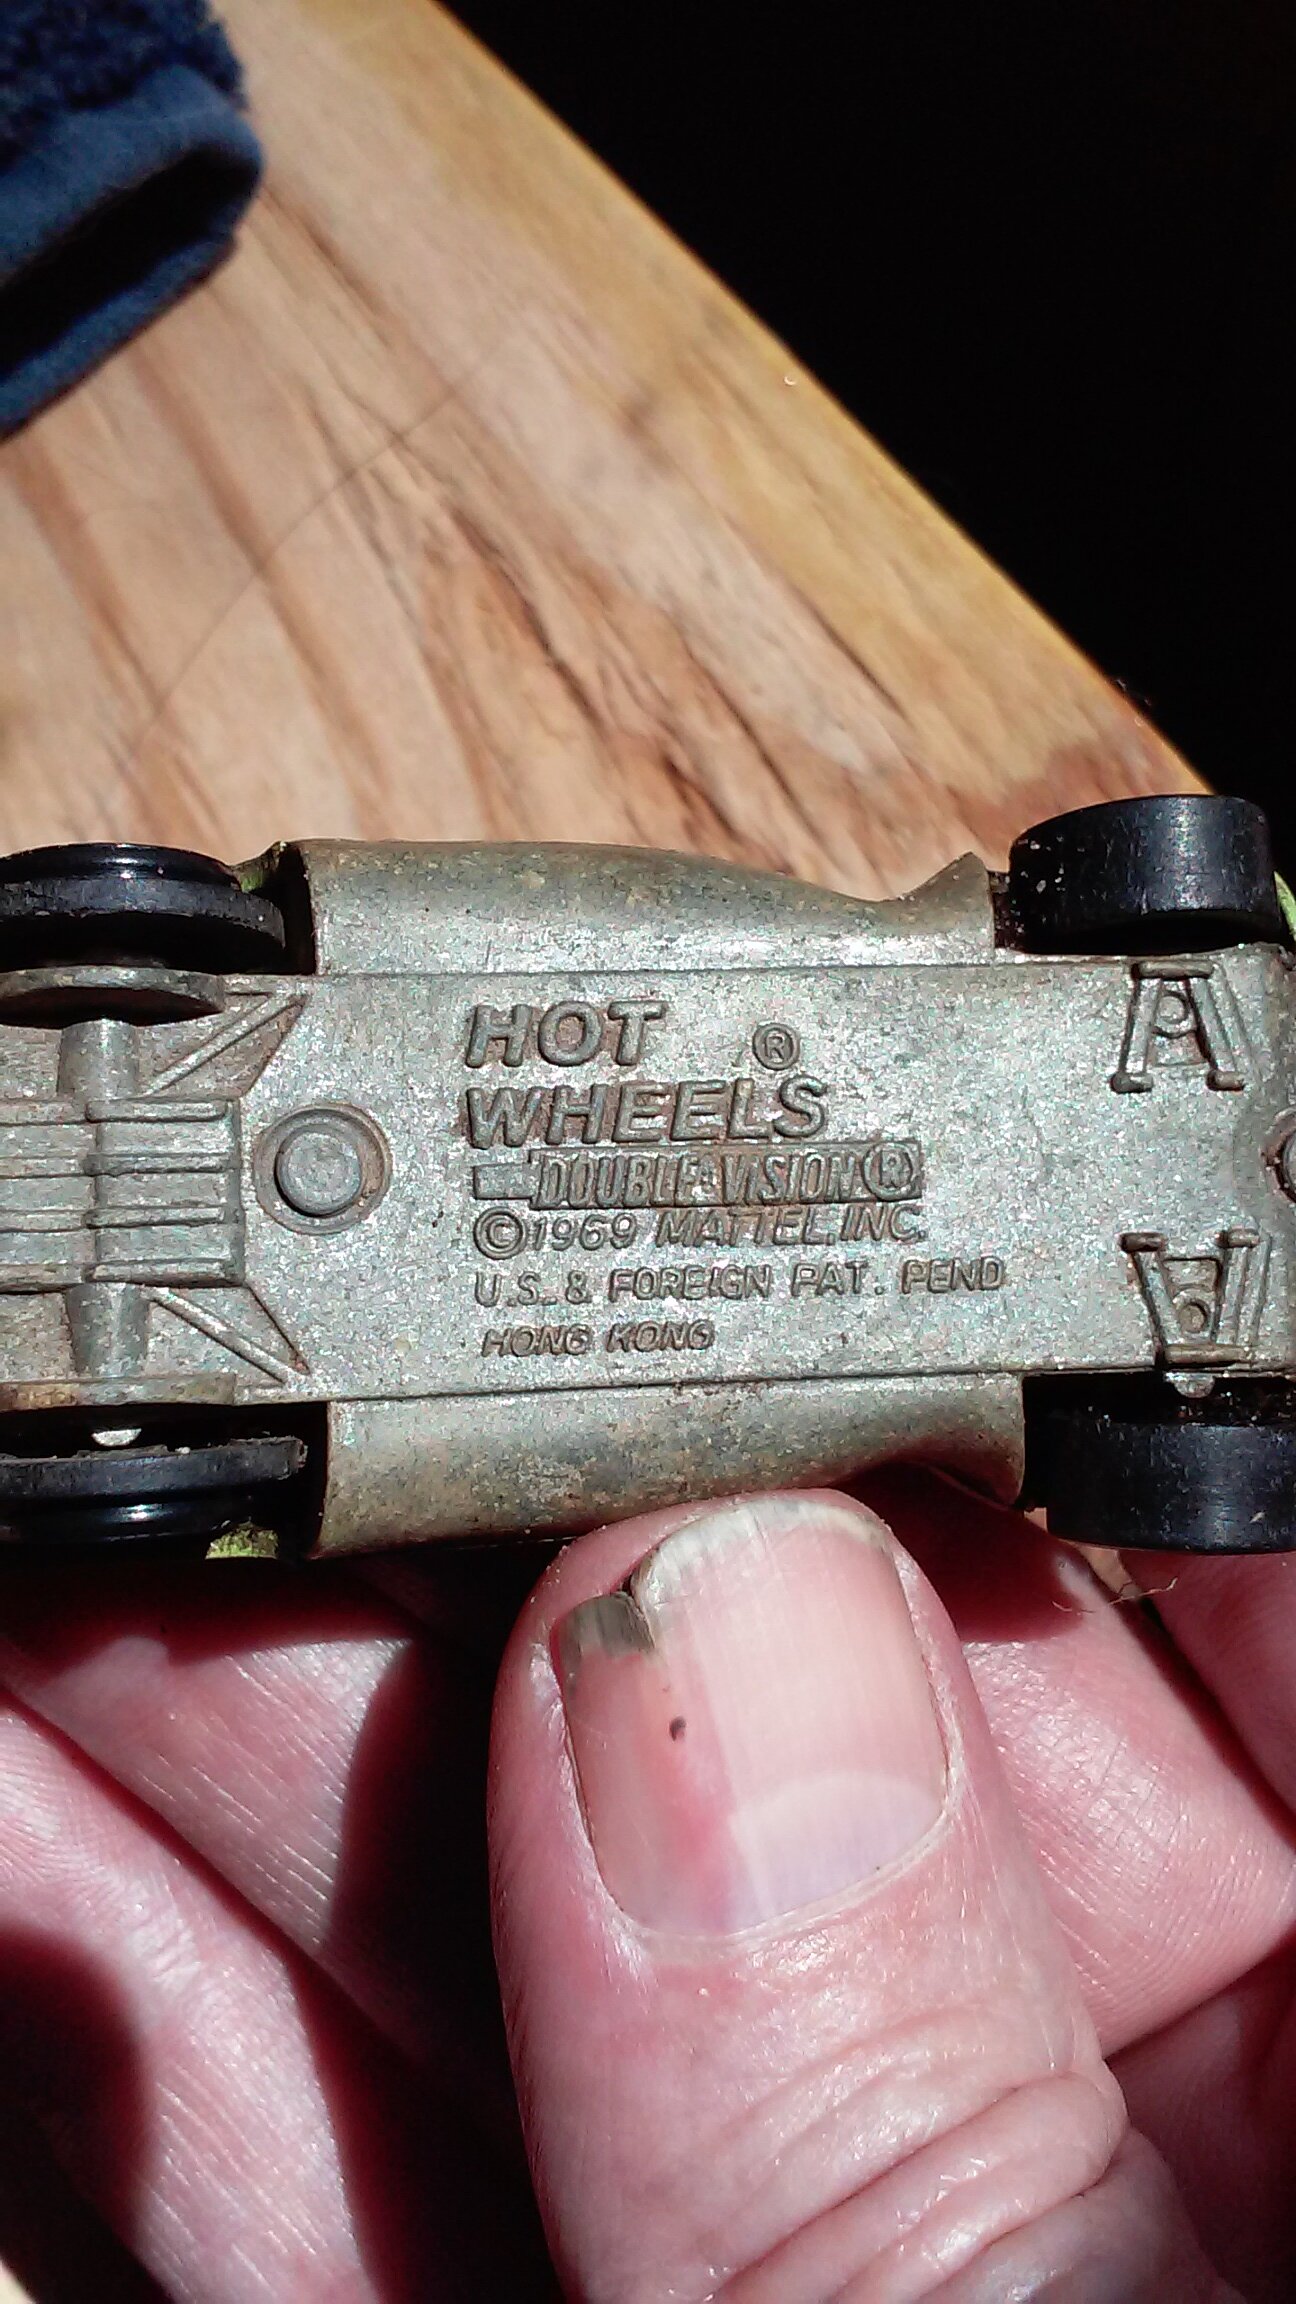 HOT ®
WHEELS
DOUBLE VISION ®
© 1969 MATTEL, INC.
U.S. & FOREIGN PAT. PEND
HONG KONG